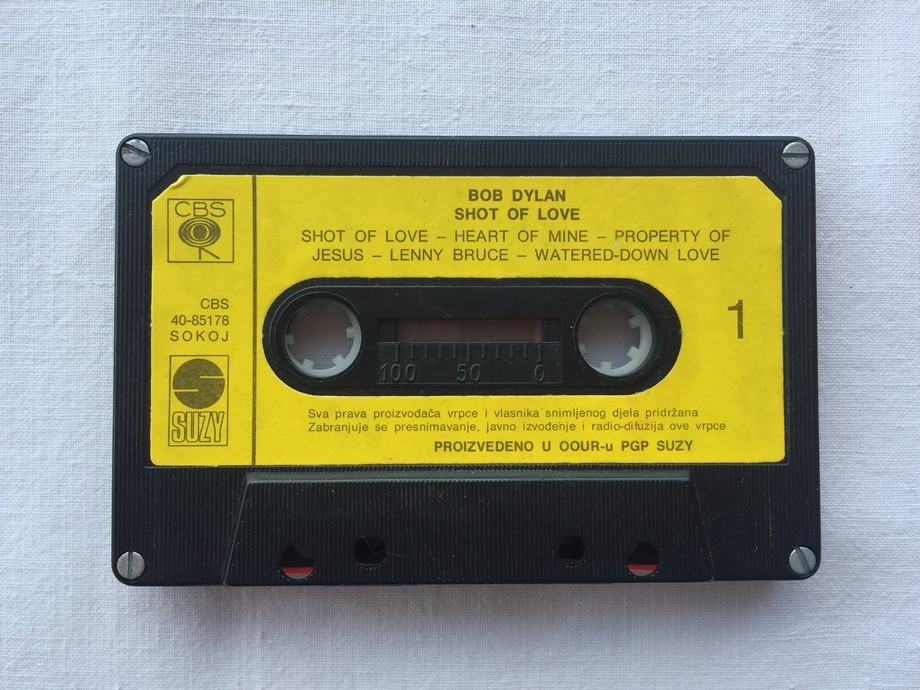 CBS
CBS
40-85178
SOKOJ
SUZY
BOB DYLAN
SHOT OF LOVE
SHOT OF LOVE – HEART OF MINE – PROPERTY OF
JESUS – LENNY BRUCE – WATERED-DOWN LOVE
1
100 50 0
Sva prava proizvođača vrpce i vlasnika snimljenog djela pridržana
Zabranjuje se presnimavanje, javno izvođenje i radio-difuzija ove vrpce
PROIZVEDENO U OOUR-u PGP SUZY